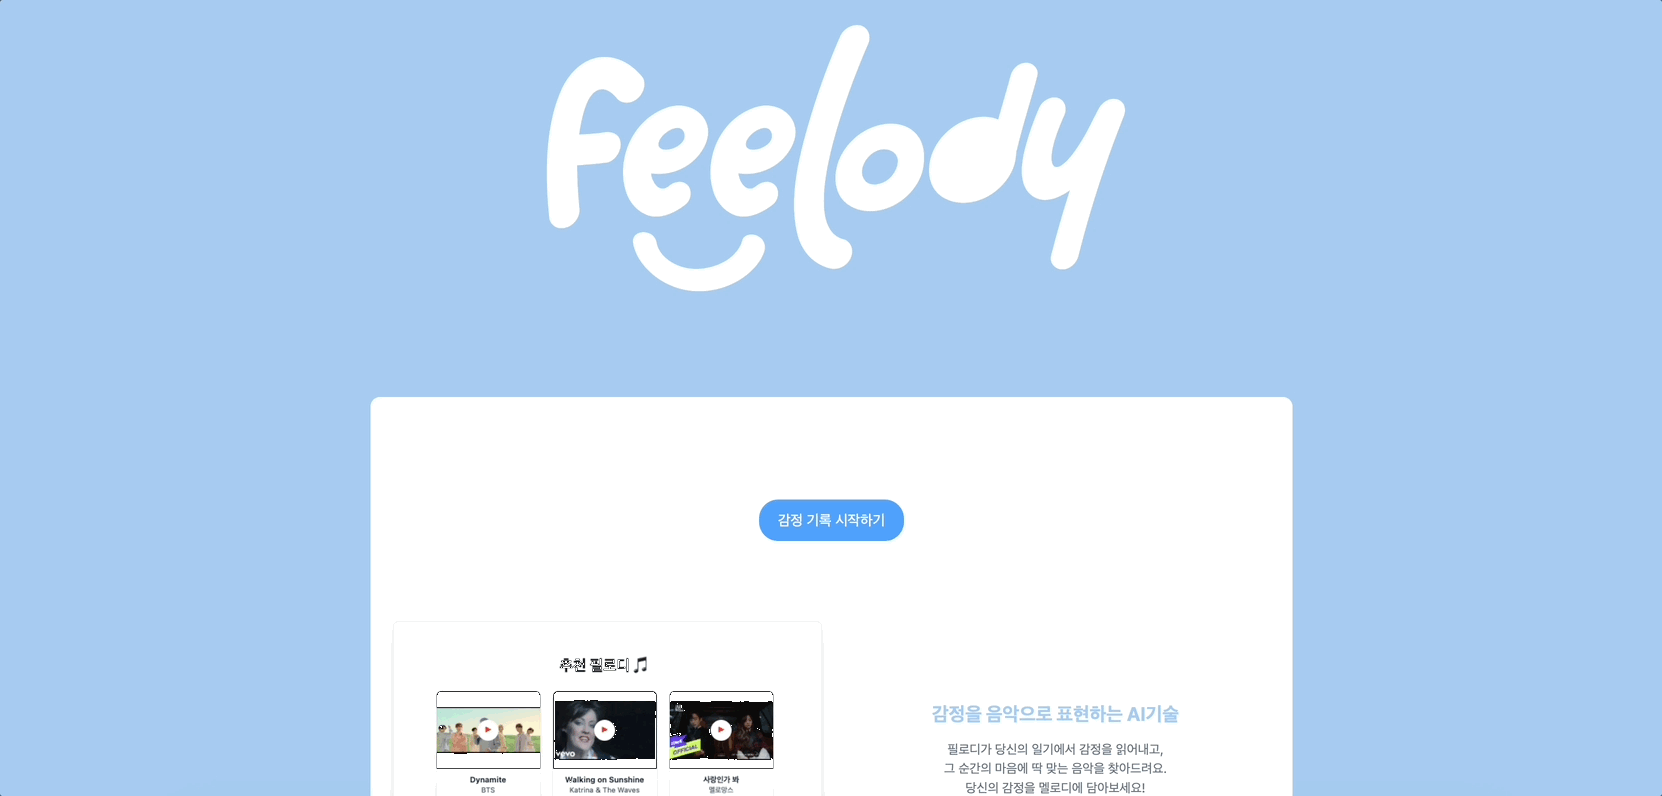 feelody
감정 기록 시작하기
추천 필로디 🎵
vevo
OFFICIAL
Dynamite
BTS
Walking on Sunshine
Katrina & The Waves
사랑인가 봐
멜로망스
감정을 음악으로 표현하는 AI기술
필로디가 당신의 일기에서 감정을 읽어내고,
그 순간의 마음에 딱 맞는 음악을 찾아드려요.
당신의 감정을 멜로디에 담아보세요!